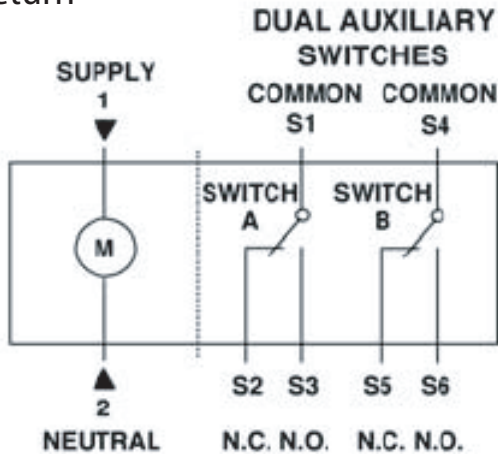 DUAL AUXILIARY
SWITCHES
SUPPLY
1
COMMON COMMON
S1 S4
SWITCH A
SWITCH B
M
2
NEUTRAL
S2 S3 S5 S6
N.C. N.O. N.C. N.O.